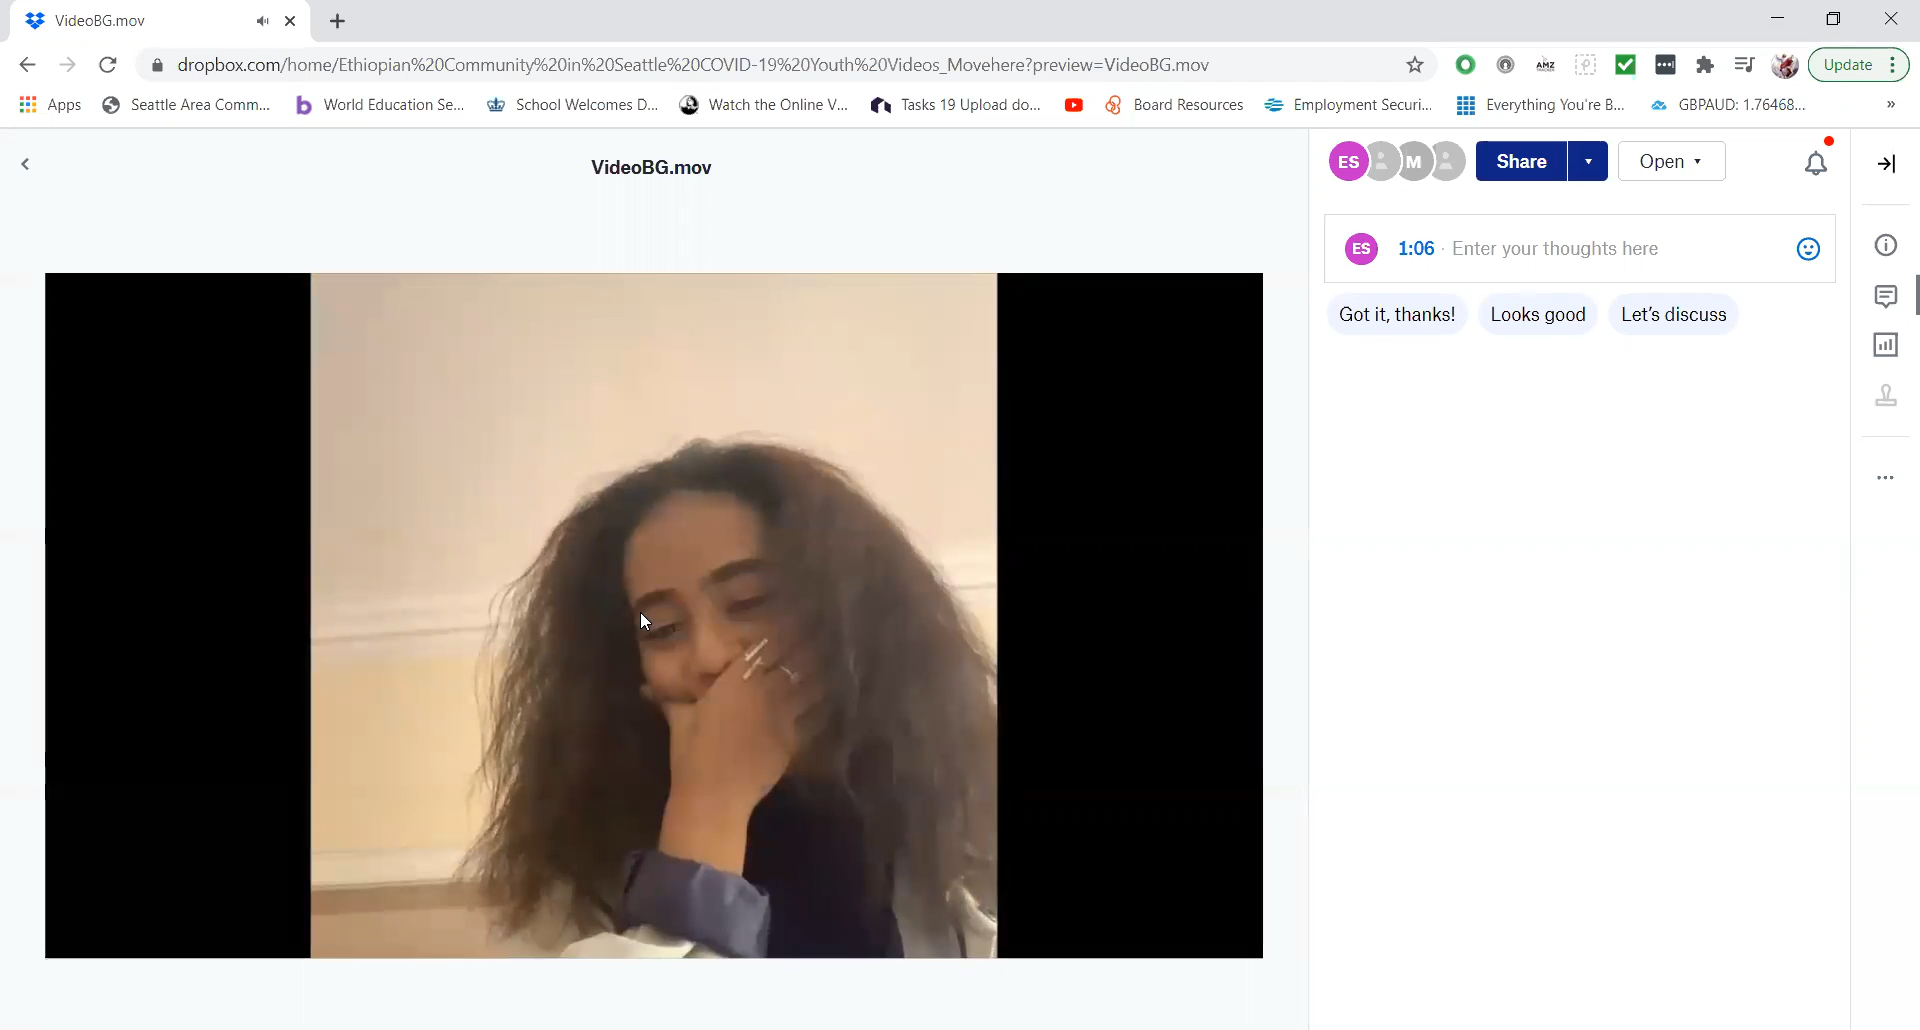 VideoBG.mov
dropbox.com/home/Ethiopian%20Community%20in%20Seattle%20COVID-19%20Youth%20Videos_Movehere?preview=VideoBG.mov
AMZ
Update
Apps Seattle Area Comm... World Education Se... School Welcomes D... Watch the Online V... Tasks 19 Upload do... Board Resources Employment Securi... Everything You're B... GBPAUD: 1.76468... »
VideoBG.mov
ES M Share Open
ES 1:06 · Enter your thoughts here
Got it, thanks! Looks good Let's discuss